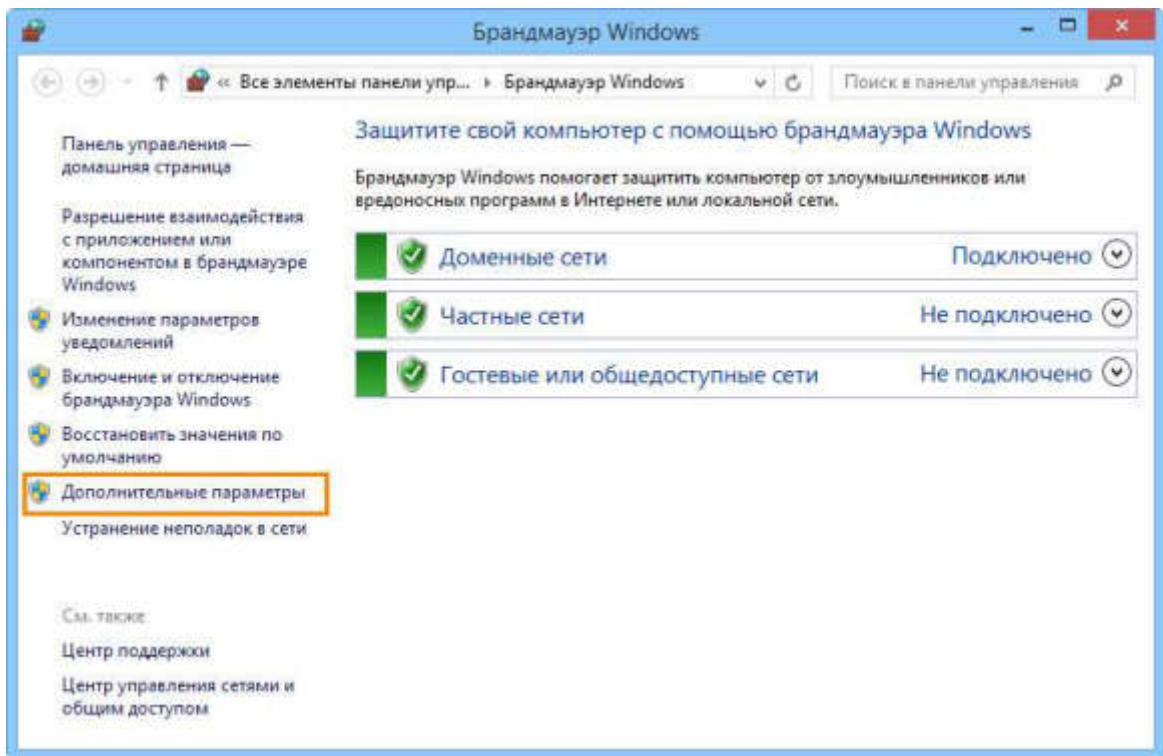 Брандмауэр Windows
« Все элементы панели упр... Брандмауэр Windows
Поиск в панели управления
Панель управления —
домашняя страница
Разрешение взаимодействия
с приложением или
компонентом в брандмауэре
Windows
Изменение параметров
уведомлений
Включение и отключение
брандмауэра Windows
Восстановить значения по
умолчанию
Дополнительные параметры
Устранение неполадок в сети
См. также
Центр поддержки
Центр управления сетями и
общим доступом
Защитите свой компьютер с помощью брандмауэра Windows
Брандмауэр Windows помогает защитить компьютер от злоумышленников или
вредоносных программ в Интернете или локальной сети.
Доменные сети Подключено
Частные сети Не подключено
Гостевые или общедоступные сети Не подключено